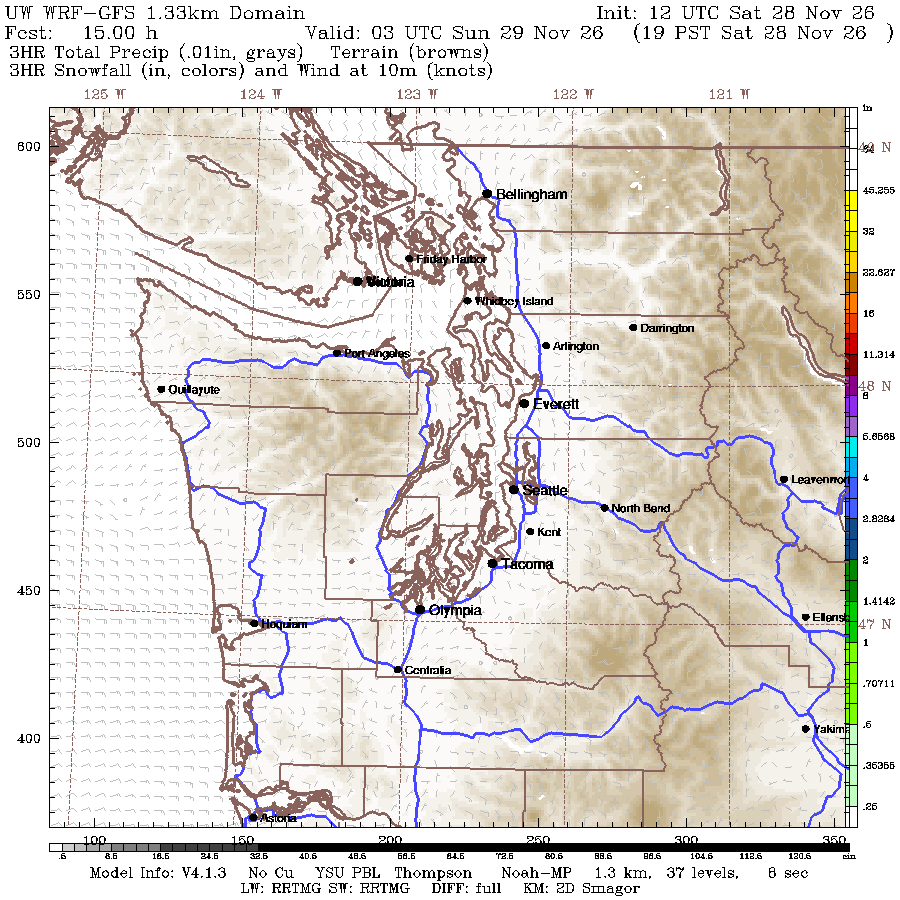 UW WRF-GFS 1.33km Domain Init: 12 UTC Sat 28 Nov 26
Fcst: 15.00 h Valid: 03 UTC Sun 29 Nov 26 (19 PST Sat 28 Nov 26 )
3HR Total Precip (.01in, grays) Terrain (browns)
3HR Snowfall (in, colors) and Wind at 10m (knots)
125 W 124 W 123 W 122 W 121 W
in
600
49 N
Bellingham
45.255
32
Friday Harbor
Victoria
22.627
550
Whidbey Island
16
Darrington
Arlington
Port Angeles
11.314
Quillayute
48 N
8
Everett
5.6568
500
4
Leavenwor
Seattle
North Bend
2.8284
Kent
2
Tacoma
450
1.4142
Olympia
Ellens
Hoquiam
47 N
1
Centralia
.70711
.5
Yakima
400
.35355
.25
Astoria
100 150 200 250 300 350
.5 8.5 16.5 24.5 32.5 40.5 48.5 56.5 64.5 72.5 80.5 88.5 96.5 104.5 112.5 120.5 cin
Model Info: V4.1.3 No Cu YSU PBL Thompson Noah-MP 1.3 km, 37 levels, 8 sec
LW: RRTMG SW: RRTMG DIFF: full KM: 2D Smagor